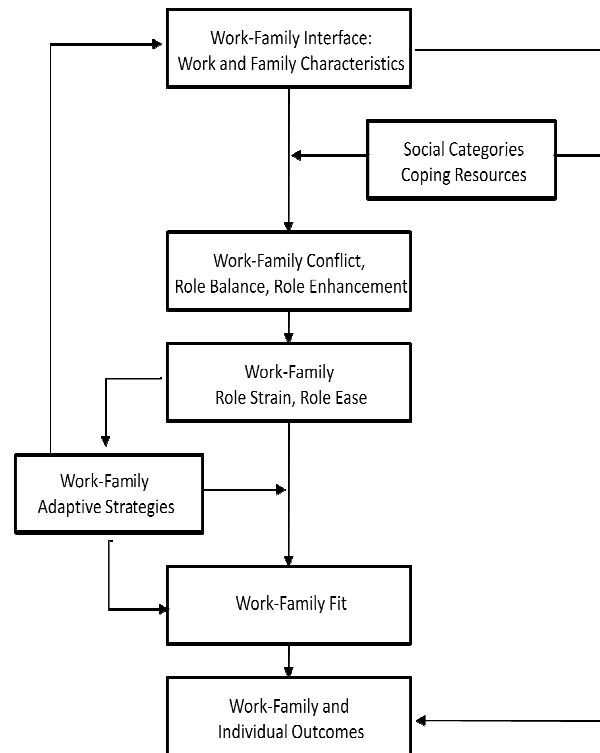 Work-Family Interface:
Work and Family Characteristics
Social Categories
Coping Resources
Work-Family Conflict,
Role Balance, Role Enhancement
Work-Family
Role Strain, Role Ease
Work-Family
Adaptive Strategies
Work-Family Fit
Work-Family and
Individual Outcomes